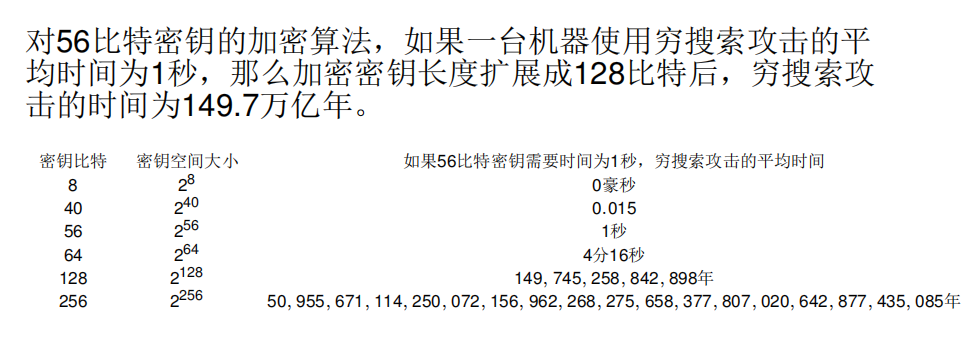 对56比特密钥的加密算法，如果一台机器使用穷搜索攻击的平
均时间为1秒，那么加密密钥长度扩展成128比特后，穷搜索攻
击的时间为149.7万亿年。
密钥比特 密钥空间大小 如果56比特密钥需要时间为1秒，穷搜索攻击的平均时间
8 2^8 0豪秒
40 2^40 0.015
56 2^56 1秒
64 2^64 4分16秒
128 2^128 149, 745, 258, 842, 898年
256 2^256 50, 955, 671, 114, 250, 072, 156, 962, 268, 275, 658, 377, 807, 020, 642, 877, 435, 085年